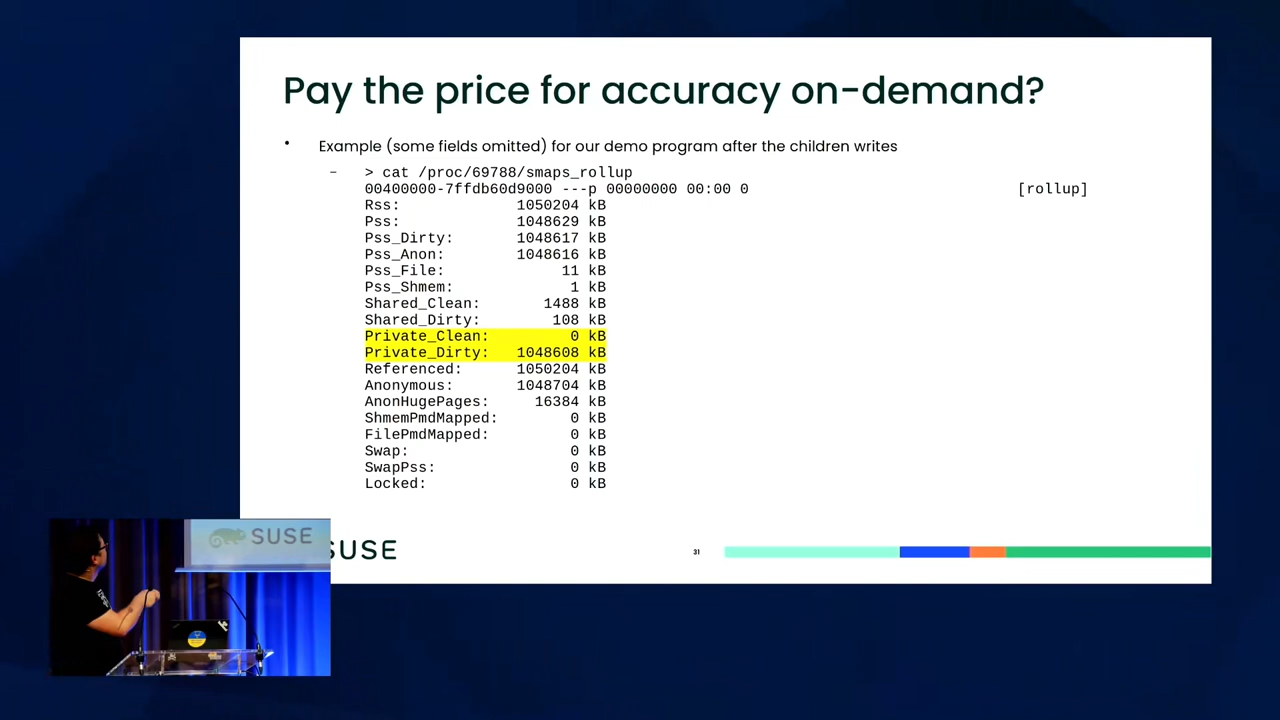 Pay the price for accuracy on-demand?
• Example (some fields omitted) for our demo program after the children writes
– > cat /proc/69788/smaps_rollup
00400000-7ffdb60d9000 ---p 00000000 00:00 0 [rollup]
Rss: 1050204 kB
Pss: 1048629 kB
Pss_Dirty: 1048617 kB
Pss_Anon: 1048616 kB
Pss_File: 11 kB
Pss_Shmem: 1 kB
Shared_Clean: 1488 kB
Shared_Dirty: 108 kB
Private_Clean: 0 kB
Private_Dirty: 1048608 kB
Referenced: 1050204 kB
Anonymous: 1048704 kB
AnonHugePages: 16384 kB
ShmemPmdMapped: 0 kB
FilePmdMapped: 0 kB
Swap: 0 kB
SwapPss: 0 kB
Locked: 0 kB
SUSE
SUSE
31